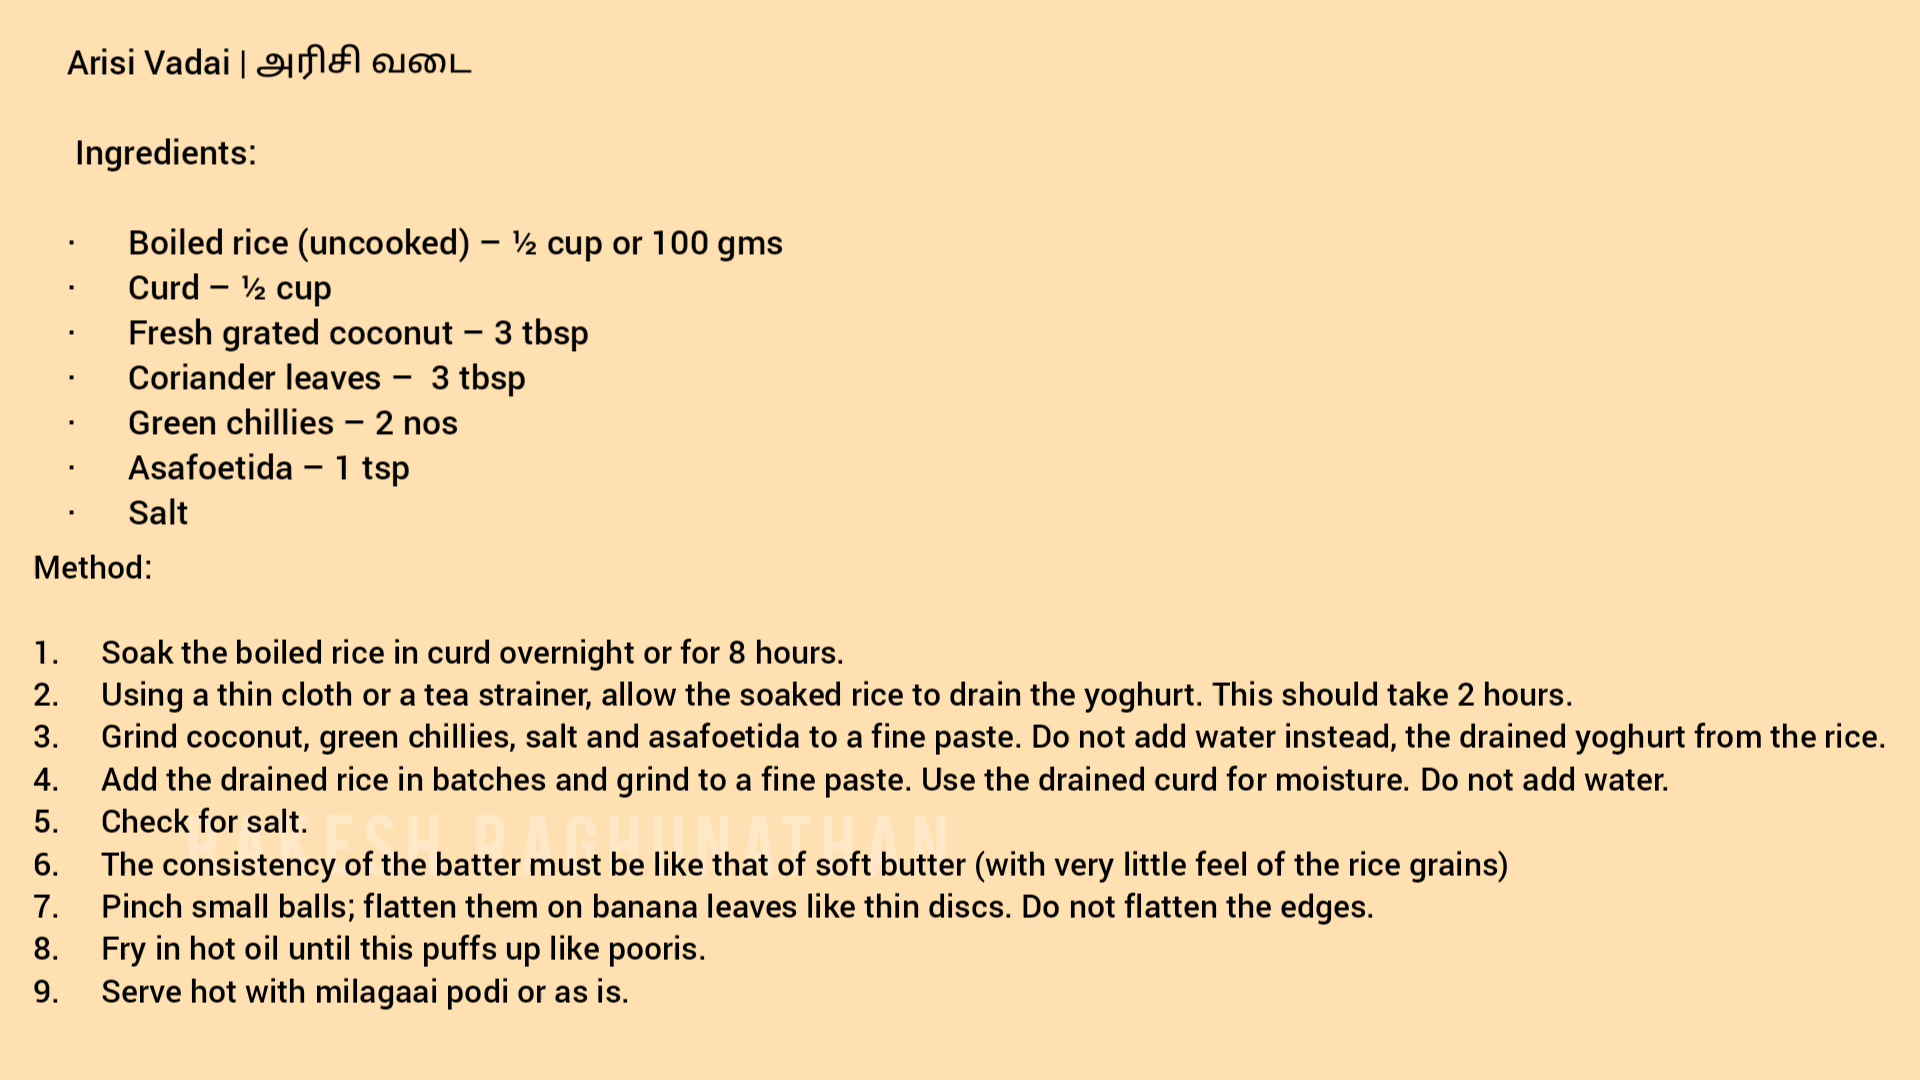 Arisi Vadai | அரிசி வடை
Ingredients:
· Boiled rice (uncooked) – ½ cup or 100 gms
· Curd – ½ cup
· Fresh grated coconut – 3 tbsp
· Coriander leaves –  3 tbsp
· Green chillies – 2 nos
· Asafoetida – 1 tsp
· Salt
Method:
1. Soak the boiled rice in curd overnight or for 8 hours.
2. Using a thin cloth or a tea strainer, allow the soaked rice to drain the yoghurt. This should take 2 hours.
3. Grind coconut, green chillies, salt and asafoetida to a fine paste. Do not add water instead, the drained yoghurt from the rice.
4. Add the drained rice in batches and grind to a fine paste. Use the drained curd for moisture. Do not add water.
5. Check for salt.
RAKESH RAGHUNATHAN
6. The consistency of the batter must be like that of soft butter (with very little feel of the rice grains)
7. Pinch small balls; flatten them on banana leaves like thin discs. Do not flatten the edges.
8. Fry in hot oil until this puffs up like pooris.
9. Serve hot with milagaai podi or as is.